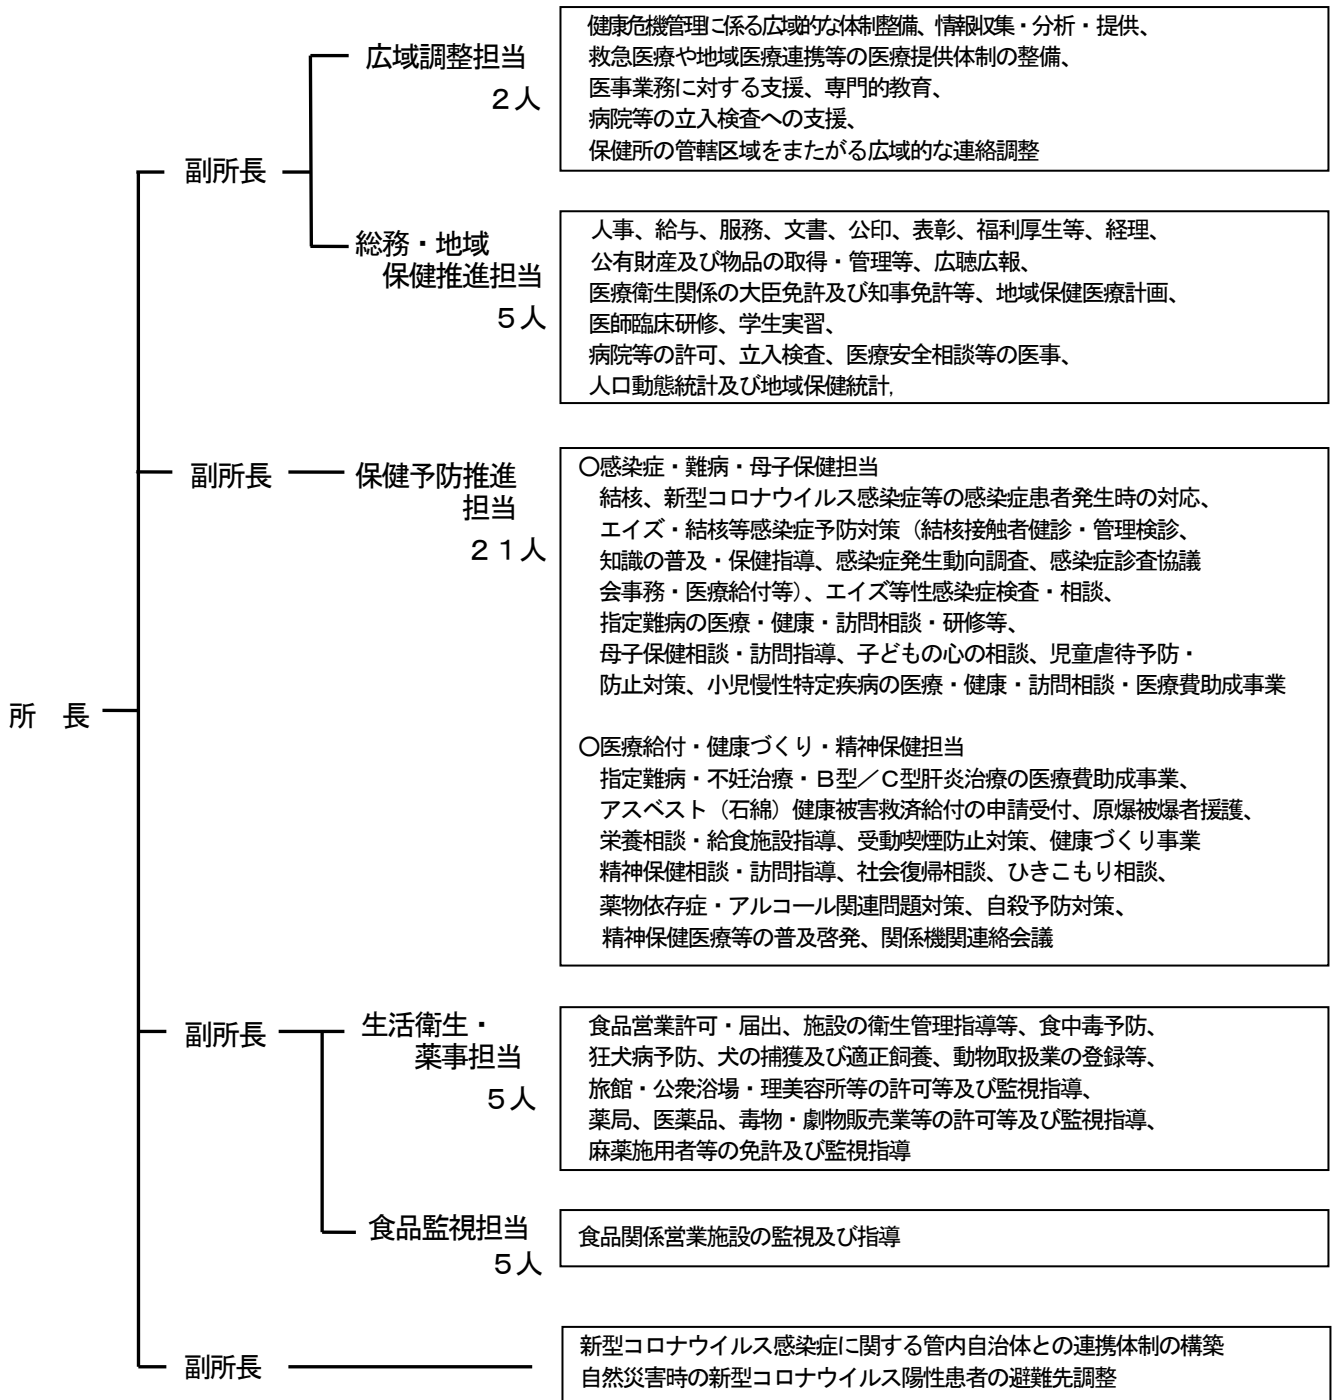 健康危機管理に係る広域的な体制整備、情報収集・分析・提供、
広域調整担当
救急医療や地域医療連携等の医療提供体制の整備、
２人
医事業務に対する支援、専門的教育、
病院等の立入検査への支援、
保健所の管轄区域をまたがる広域的な連絡調整
副所長
総務・地域
保健推進担当
５人
人事、給与、服務、文書、公印、表彰、福利厚生等、経理、
公有財産及び物品の取得・管理等、広聴広報、
医療衛生関係の大臣免許及び知事免許等、地域保健医療計画、
医師臨床研修、学生実習、
病院等の許可、立入検査、医療安全相談等の医事、
人口動態統計及び地域保健統計,
副所長
保健予防推進
担当
２１人
〇感染症・難病・母子保健担当
結核、新型コロナウイルス感染症等の感染症患者発生時の対応、
エイズ・結核等感染症予防対策（結核接触者健診・管理検診、
知識の普及・保健指導、感染症発生動向調査、感染症診査協議
会事務・医療給付等）、エイズ等性感染症検査・相談、
指定難病の医療・健康・訪問相談・研修等、
母子保健相談・訪問指導、子どもの心の相談、児童虐待予防・
防止対策、小児慢性特定疾病の医療・健康・訪問相談・医療費助成事業
所　長
〇医療給付・健康づくり・精神保健担当
指定難病・不妊治療・Ｂ型／Ｃ型肝炎治療の医療費助成事業、
アスベスト（石綿）健康被害救済給付の申請受付、原爆被爆者援護、
栄養相談・給食施設指導、受動喫煙防止対策、健康づくり事業
精神保健相談・訪問指導、社会復帰相談、ひきこもり相談、
薬物依存症・アルコール関連問題対策、自殺予防対策、
精神保健医療等の普及啓発、関係機関連絡会議
副所長
生活衛生・
薬事担当
５人
食品営業許可・届出、施設の衛生管理指導等、食中毒予防、
狂犬病予防、犬の捕獲及び適正飼養、動物取扱業の登録等、
旅館・公衆浴場・理美容所等の許可等及び監視指導、
薬局、医薬品、毒物・劇物販売業等の許可等及び監視指導、
麻薬施用者等の免許及び監視指導
食品監視担当
５人
食品関係営業施設の監視及び指導
副所長
新型コロナウイルス感染症に関する管内自治体との連携体制の構築
自然災害時の新型コロナウイルス陽性患者の避難先調整